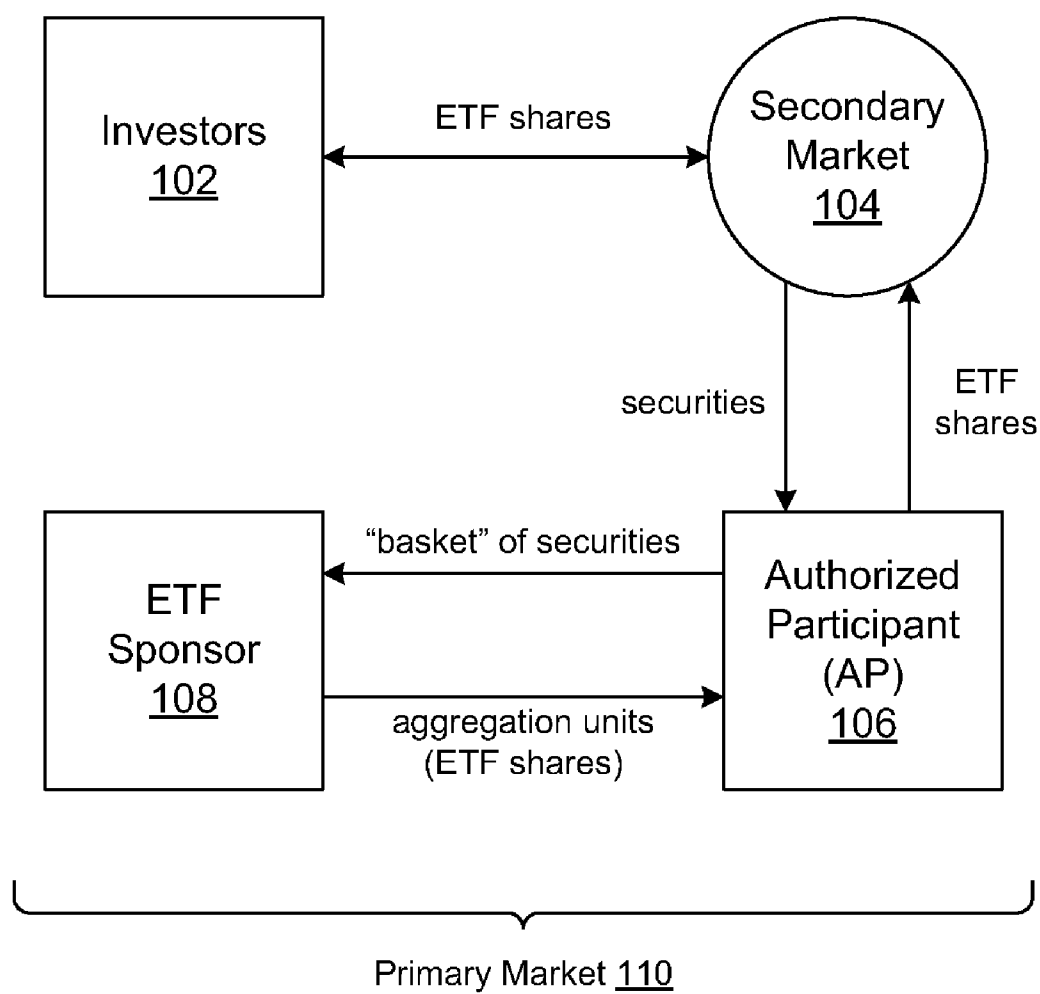 Investors
102
ETF shares
Secondary
Market
104
securities
ETF
shares
ETF
Sponsor
108
“basket” of securities
aggregation units
(ETF shares)
Authorized
Participant
(AP)
106
Primary Market 110